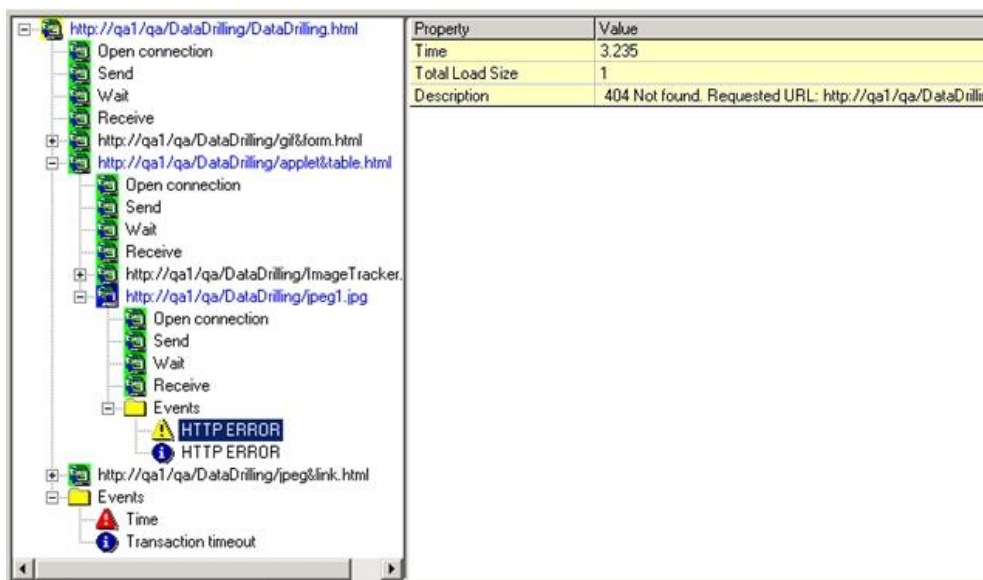 http://qa1/qa/DataDrilling/DataDrilling.html
Open connection
Send
Wait
Receive
http://qa1/qa/DataDrilling/gif&form.html
http://qa1/qa/DataDrilling/applet&table.html
Open connection
Send
Wait
Receive
http://qa1/qa/DataDrilling/ImageTracker.
http://qa1/qa/DataDrilling/jpeg1.jpg
Open connection
Send
Wait
Receive
Events
HTTP ERROR
HTTP ERROR
http://qa1/qa/DataDrilling/jpeg&link.html
Events
Time
Transaction timeout
Property Value
Time 3.235
Total Load Size 1
Description 404 Not found. Requested URL: http://qa1/qa/DataDrilli